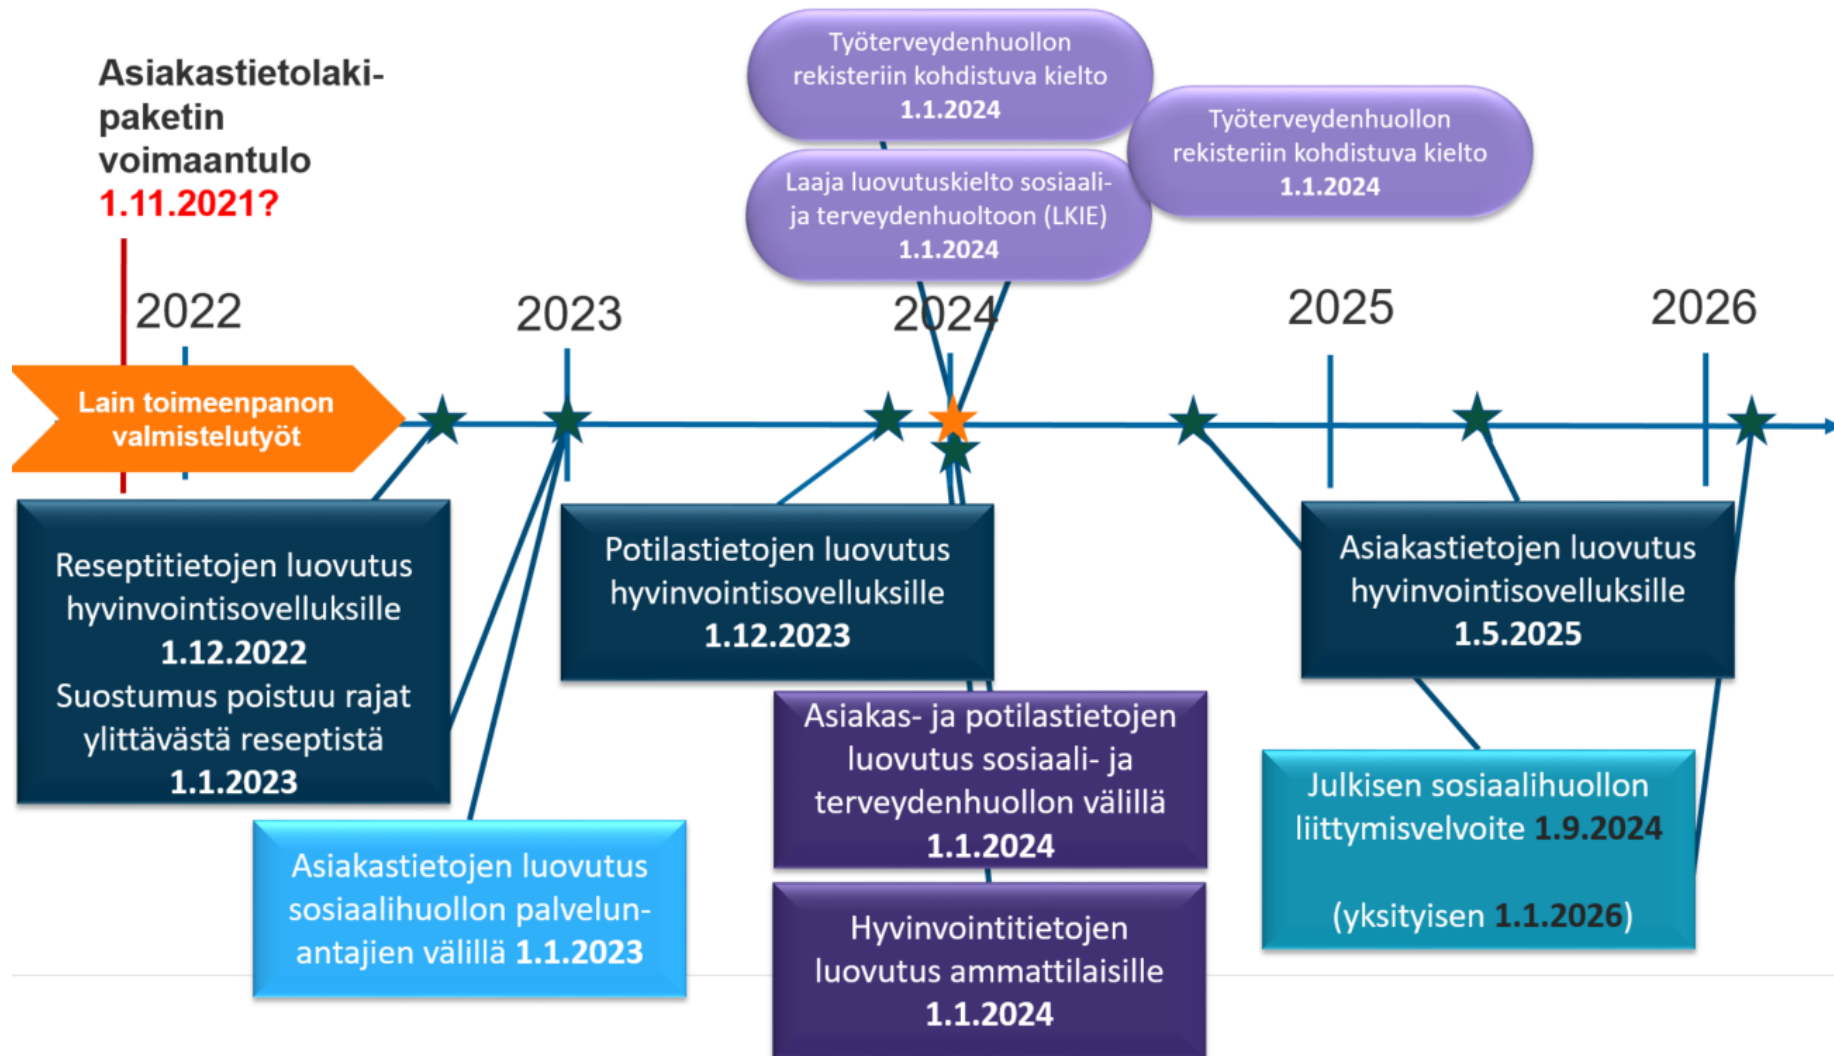 Asiakastietolaki-
paketin
voimaantulo
1.11.2021?
Työterveydenhuollon
rekisteriin kohdistuva kielto
1.1.2024
Työterveydenhuollon
rekisteriin kohdistuva kielto
1.1.2024
Laaja luovutuskielto sosiaali-
ja terveydenhuoltoon (LKIE)
1.1.2024
2022
2023
2024
2025
2026
Lain toimeenpanon
valmistelutyöt
Reseptitietojen luovutus
hyvinvointisovelluksille
1.12.2022
Suostumus poistuu rajat
ylittävästä reseptistä
1.1.2023
Potilastietojen luovutus
hyvinvointisovelluksille
1.12.2023
Asiakastietojen luovutus
hyvinvointisovelluksille
1.5.2025
Asiakas- ja potilastietojen
luovutus sosiaali- ja
terveydenhuollon välillä
1.1.2024
Julkisen sosiaalihuollon
liittymisvelvoite 1.9.2024
(yksityisen 1.1.2026)
Asiakastietojen luovutus
sosiaalihuollon palvelun-
antajien välillä 1.1.2023
Hyvinvointitietojen
luovutus ammattilaisille
1.1.2024